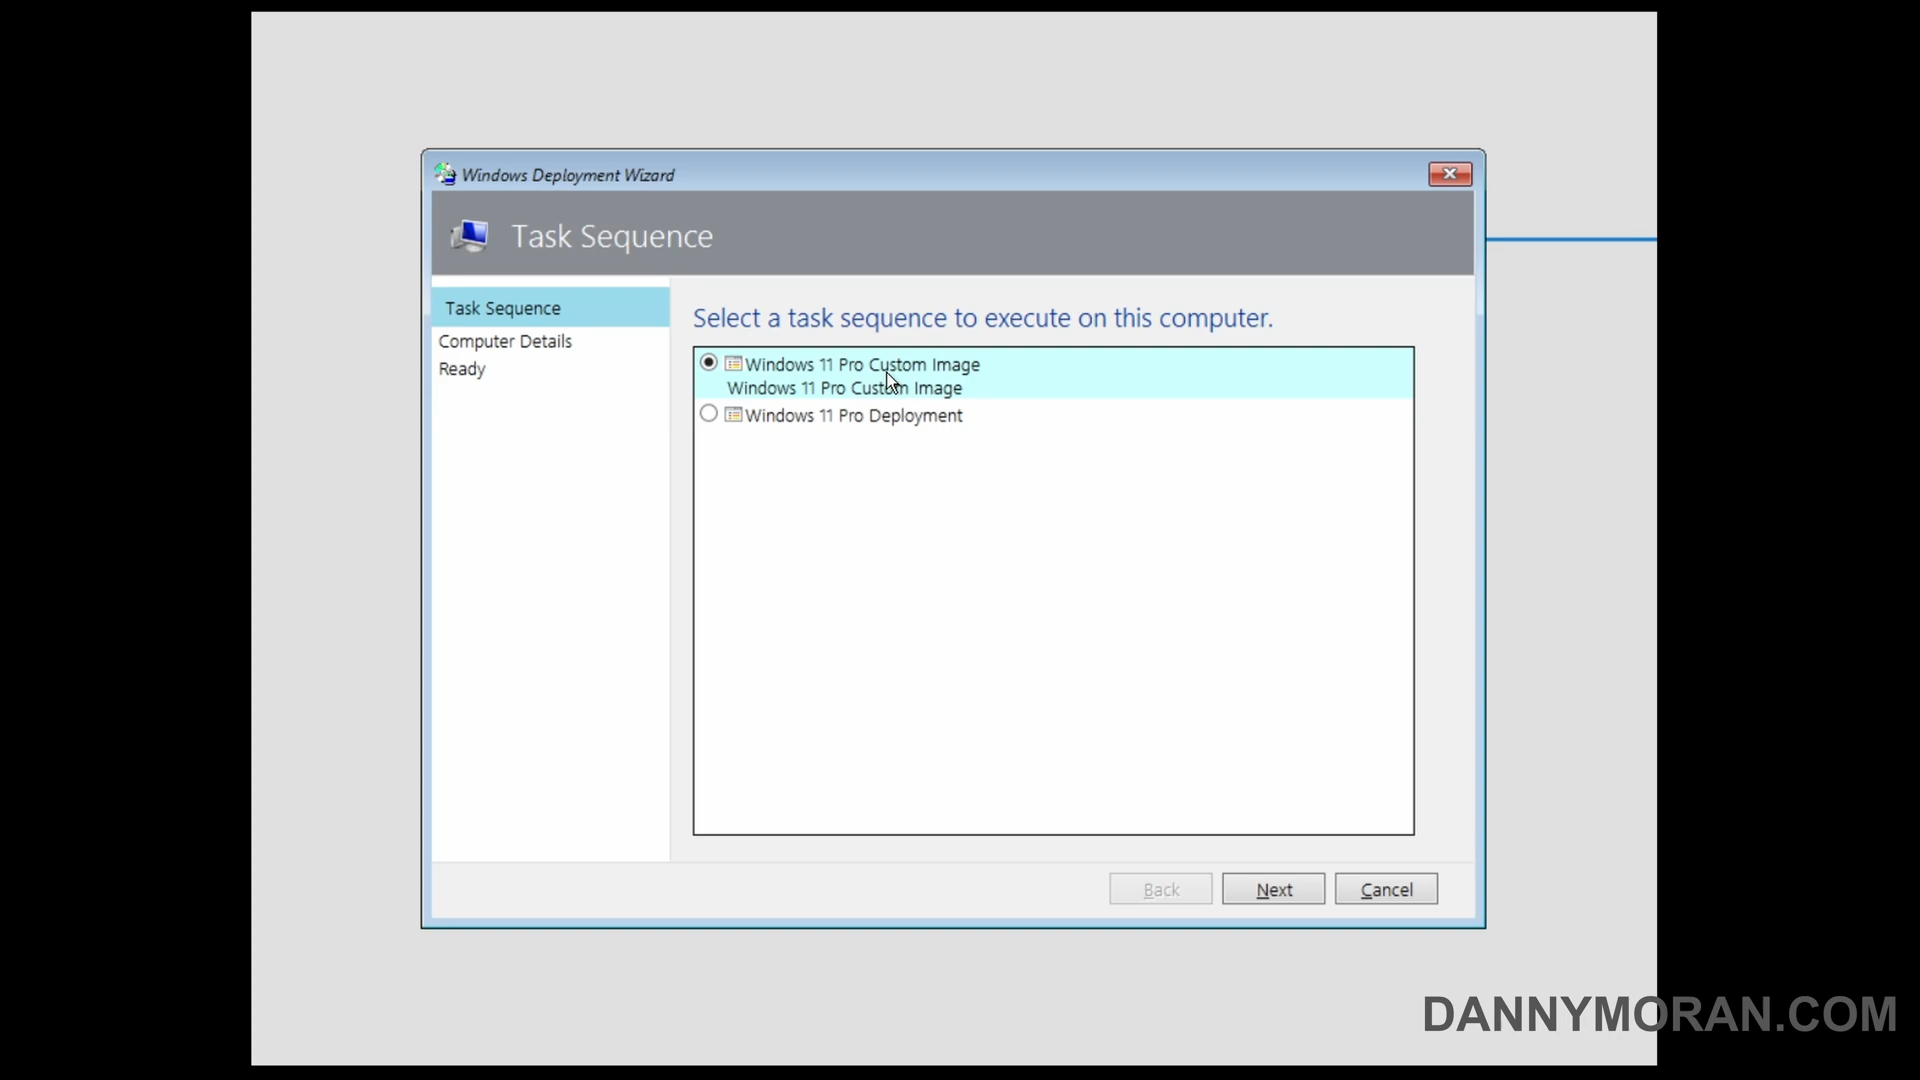 Windows Deployment Wizard
Task Sequence
Task Sequence
Computer Details
Ready
Select a task sequence to execute on this computer.
Windows 11 Pro Custom Image
Windows 11 Pro Custom Image
Windows 11 Pro Deployment
Back
Next
Cancel
DANNYMORAN.COM